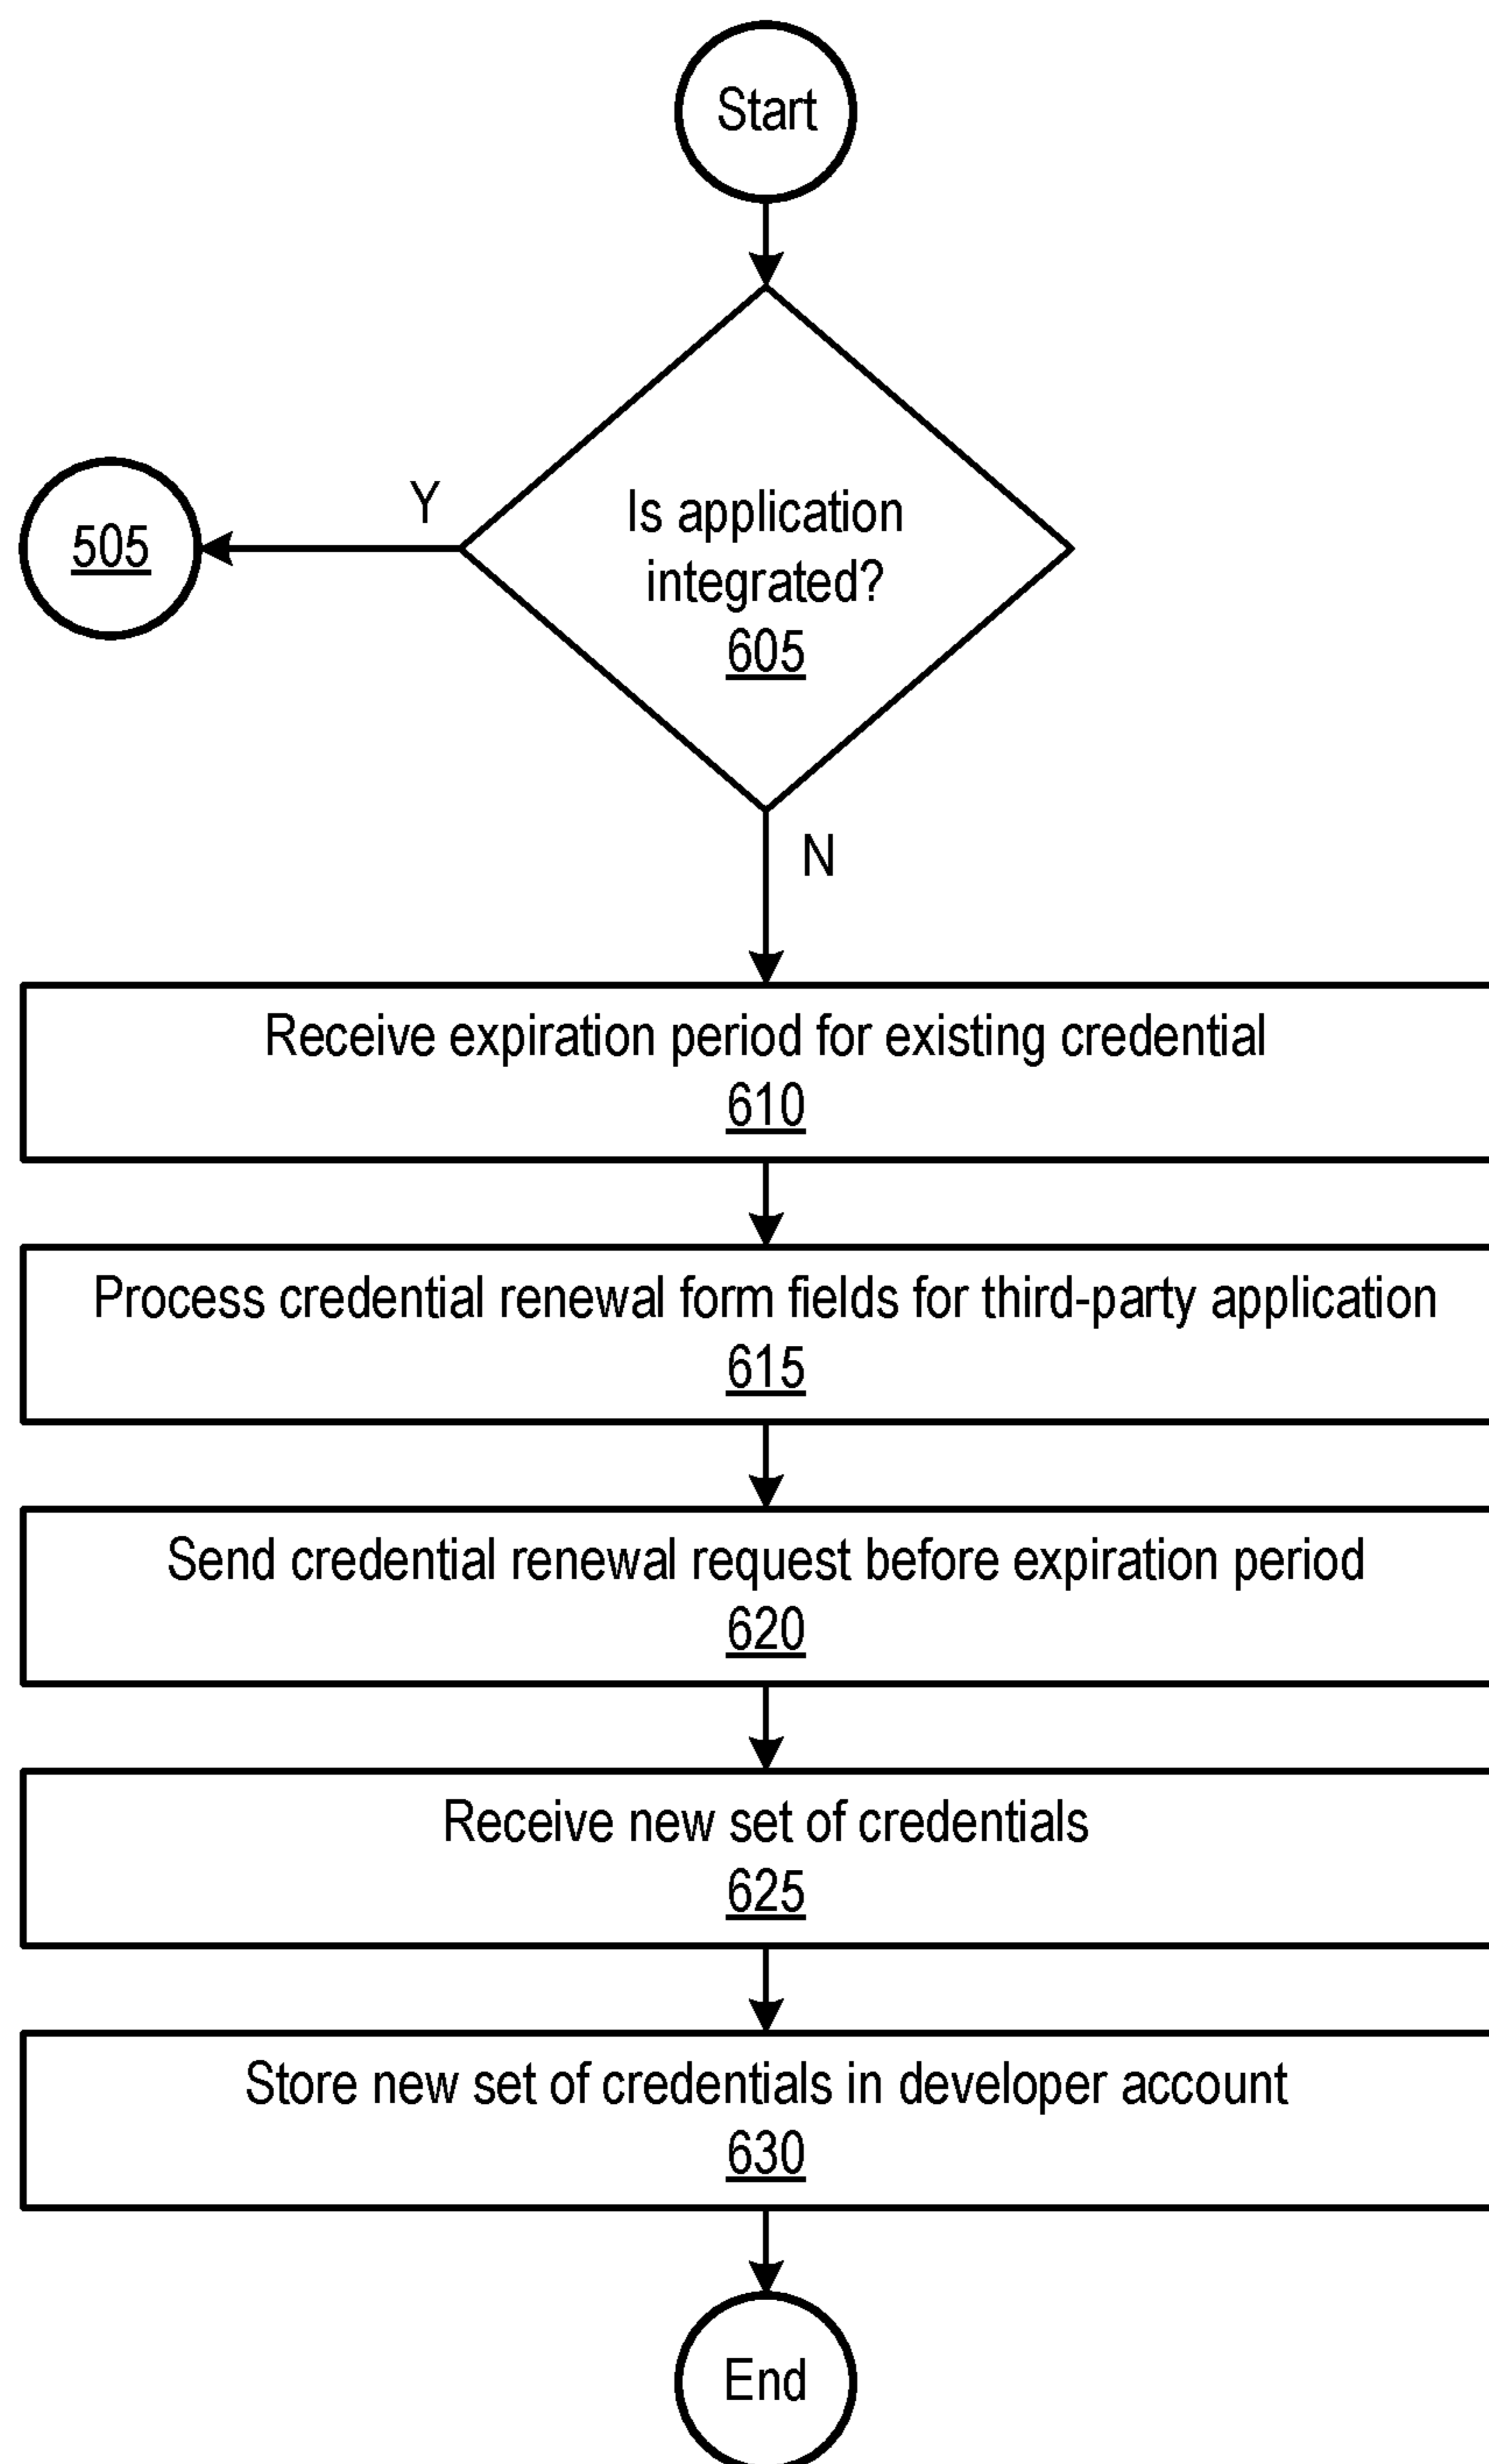 Start
Is application
integrated?
605
Y
505
N
Receive expiration period for existing credential
610
Process credential renewal form fields for third-party application
615
Send credential renewal request before expiration period
620
Receive new set of credentials
625
Store new set of credentials in developer account
630
End